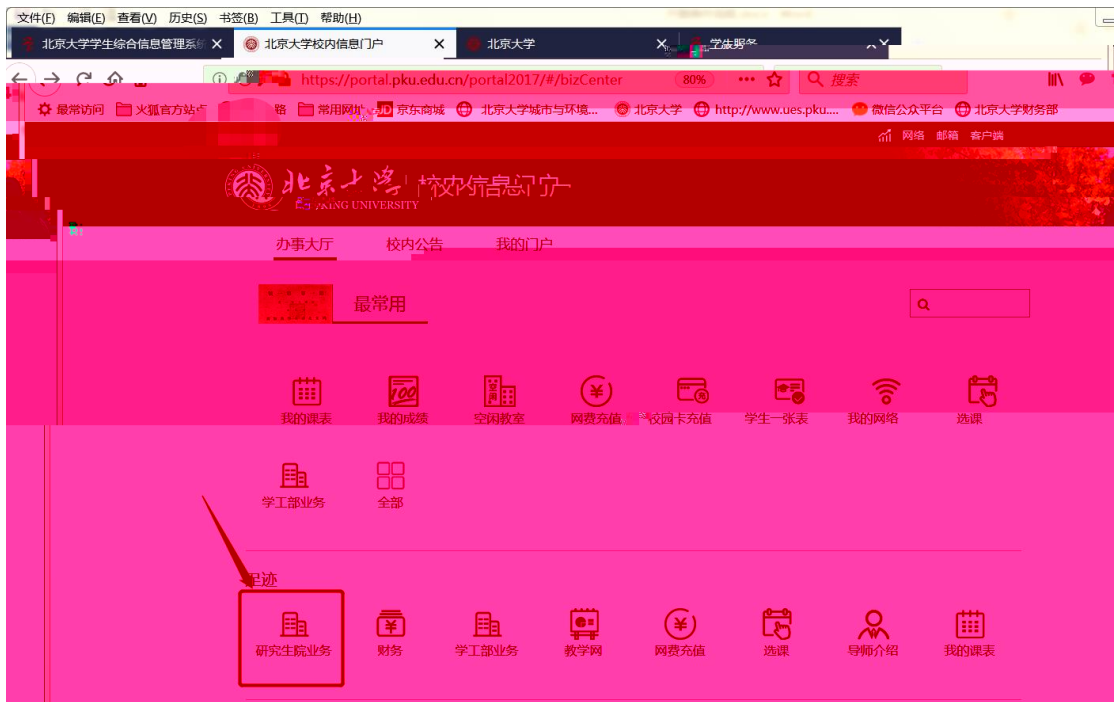 文件(F) 编辑(E) 查看(V) 历史(S) 书签(B) 工具(T) 帮助(H)
北京大学学生综合信息管理系统 × 北京大学校内信息门户 × 北京大学 ×
https://portal.pku.edu.cn/portal2017/#/bizCenter 80% 搜索
最常访问 火狐官方站点 常用网址 JD 京东商城 北京大学城市与环境... 北京大学 http://www.ues.pku.... 微信公众平台 北京大学财务部
网络 邮箱 客户端
北京大学 校内信息门户
UNIVERSITY
办事大厅 校内公告 我的门户
最常用
我的课表 我的成绩 空闲教室 网费充值 校园卡充值 学生一张表 我的网络 选课
学工部业务 全部
足迹
研究生院业务 财务 学工部业务 教学网 网费充值 选课 导师介绍 我的课表